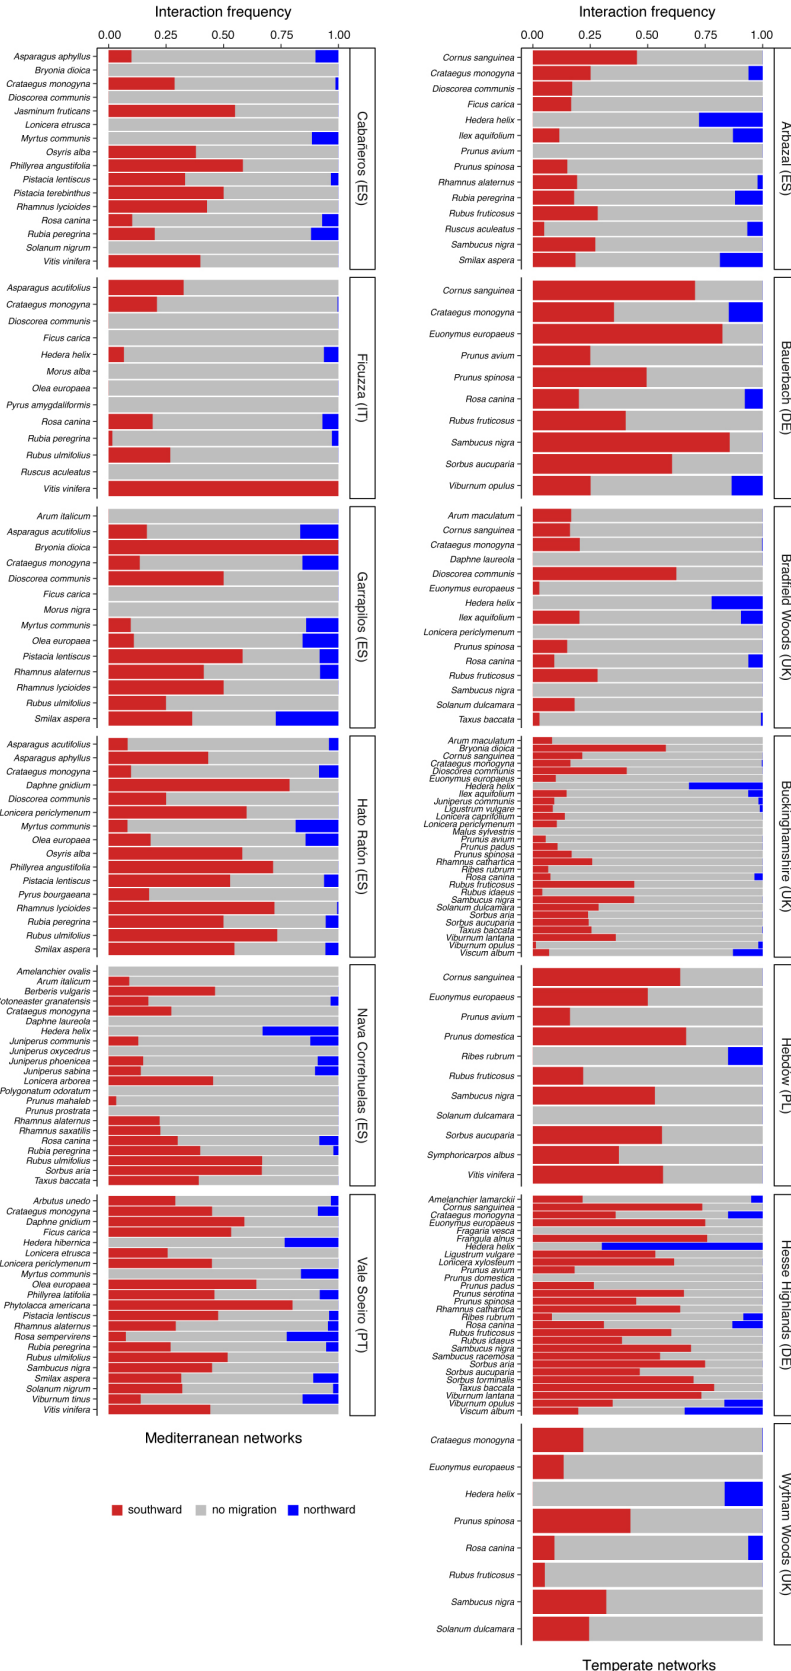 Interaction frequency
0.00 0.25 0.50 0.75 1.00
Asparagus aphyllus
Bryonia dioica
Crataegus monogyna
Dioscorea communis
Jasminum fruticans
Lonicera etrusca
Myrtus communis
Osyris alba
Phillyrea angustifolia
Pistacia lentiscus
Pistacia terebinthus
Rhamnus lycioides
Rosa canina
Rubia peregrina
Solanum nigrum
Vitis vinifera
Cabañeros (ES)
Asparagus acutifolius
Crataegus monogyna
Dioscorea communis
Ficus carica
Hedera helix
Morus alba
Olea europaea
Pyrus amygdaliformis
Rosa canina
Rubia peregrina
Rubus ulmifolius
Ruscus aculeatus
Vitis vinifera
Ficuzza (IT)
Arum italicum
Asparagus acutifolius
Bryonia dioica
Crataegus monogyna
Dioscorea communis
Ficus carica
Morus nigra
Myrtus communis
Olea europaea
Pistacia lentiscus
Rhamnus alaternus
Rhamnus lycioides
Rubus ulmifolius
Smilax aspera
Garrapilos (ES)
Asparagus acutifolius
Asparagus aphyllus
Crataegus monogyna
Daphne gnidium
Dioscorea communis
Lonicera periclymenum
Myrtus communis
Olea europaea
Osyris alba
Phillyrea angustifolia
Pistacia lentiscus
Pyrus bourgaeana
Rhamnus lycioides
Rubia peregrina
Rubus ulmifolius
Smilax aspera
Hato Ratón (ES)
Amelanchier ovalis
Arum italicum
Berberis vulgaris
otoneaster granatensis
Crataegus monogyna
Daphne laureola
Hedera helix
Juniperus communis
Juniperus oxycedrus
Juniperus phoenicea
Juniperus sabina
Lonicera arborea
Polygonatum odoratum
Prunus mahaleb
Prunus prostrata
Rhamnus alaternus
Rhamnus saxatilis
Rosa canina
Rubia peregrina
Rubus ulmifolius
Sorbus aria
Taxus baccata
Nava Correhuelas (ES)
Arbutus unedo
Crataegus monogyna
Daphne gnidium
Ficus carica
Hedera hibernica
Lonicera etrusca
Lonicera periclymenum
Myrtus communis
Olea europaea
Phillyrea latifolia
Phytolacca americana
Pistacia lentiscus
Rhamnus alaternus
Rosa sempervirens
Rubia peregrina
Rubus ulmifolius
Sambucus nigra
Smilax aspera
Solanum nigrum
Viburnum tinus
Vitis vinifera
Vale Soeiro (PT)
Mediterranean networks
southward no migration northward
Interaction frequency
0.00 0.25 0.50 0.75 1.00
Cornus sanguinea
Crataegus monogyna
Dioscorea communis
Ficus carica
Hedera helix
Ilex aquifolium
Prunus avium
Prunus spinosa
Rhamnus alaternus
Rubia peregrina
Rubus fruticosus
Ruscus aculeatus
Sambucus nigra
Smilax aspera
Arbazal (ES)
Cornus sanguinea
Crataegus monogyna
Euonymus europaeus
Prunus avium
Prunus spinosa
Rosa canina
Rubus fruticosus
Sambucus nigra
Sorbus aucuparia
Viburnum opulus
Bauerbach (DE)
Arum maculatum
Cornus sanguinea
Crataegus monogyna
Daphne laureola
Dioscorea communis
Euonymus europaeus
Hedera helix
Ilex aquifolium
Lonicera periclymenum
Prunus spinosa
Rosa canina
Rubus fruticosus
Sambucus nigra
Solanum dulcamara
Taxus baccata
Bradfield Woods (UK)
Arum maculatum
Bryonia dioica
Cornus sanguinea
Crataegus monogyna
Dioscorea communis
Euonymus europaeus
Hedera helix
Ilex aquifolium
Juniperus communis
Ligustrum vulgare
Lonicera caprifolium
Lonicera periclymenum
Malus sylvestris
Prunus avium
Prunus padus
Prunus spinosa
Rhamnus cathartica
Ribes rubrum
Rosa canina
Rubus fruticosus
Rubus idaeus
Sambucus nigra
Solanum dulcamara
Sorbus aria
Sorbus aucuparia
Taxus baccata
Viburnum lantana
Viburnum opulus
Viscum album
Buckinghamshire (UK)
Cornus sanguinea
Euonymus europaeus
Prunus avium
Prunus domestica
Ribes rubrum
Rubus fruticosus
Sambucus nigra
Solanum dulcamara
Sorbus aucuparia
Symphoricarpos albus
Vitis vinifera
Hebdów (PL)
Amelanchier lamarckii
Cornus sanguinea
Crataegus monogyna
Euonymus europaeus
Fragaria vesca
Frangula alnus
Hedera helix
Ligustrum vulgare
Lonicera xylosteum
Prunus avium
Prunus domestica
Prunus padus
Prunus serotina
Prunus spinosa
Rhamnus cathartica
Ribes rubrum
Rosa canina
Rubus fruticosus
Rubus idaeus
Sambucus nigra
Sambucus racemosa
Sorbus aria
Sorbus aucuparia
Sorbus torminalis
Taxus baccata
Viburnum lantana
Viburnum opulus
Viscum album
Hesse Highlands (DE)
Crataegus monogyna
Euonymus europaeus
Hedera helix
Prunus spinosa
Rosa canina
Rubus fruticosus
Sambucus nigra
Solanum dulcamara
Wytham Woods (UK)
Temperate networks